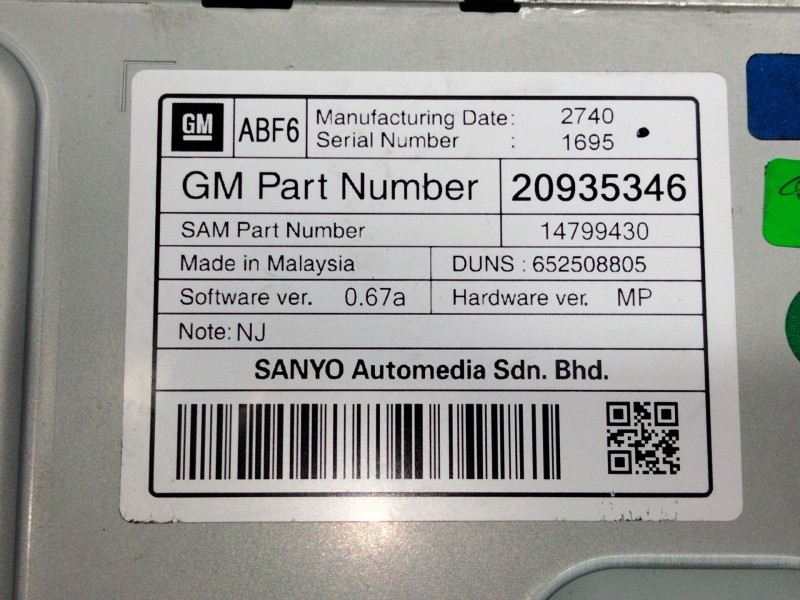 GM ABF6 Manufacturing Date: 2740
Serial Number : 1695
GM Part Number 20935346
SAM Part Number 14799430
Made in Malaysia DUNS : 652508805
Software ver. 0.67a Hardware ver. MP
Note: NJ
SANYO Automedia Sdn. Bhd.